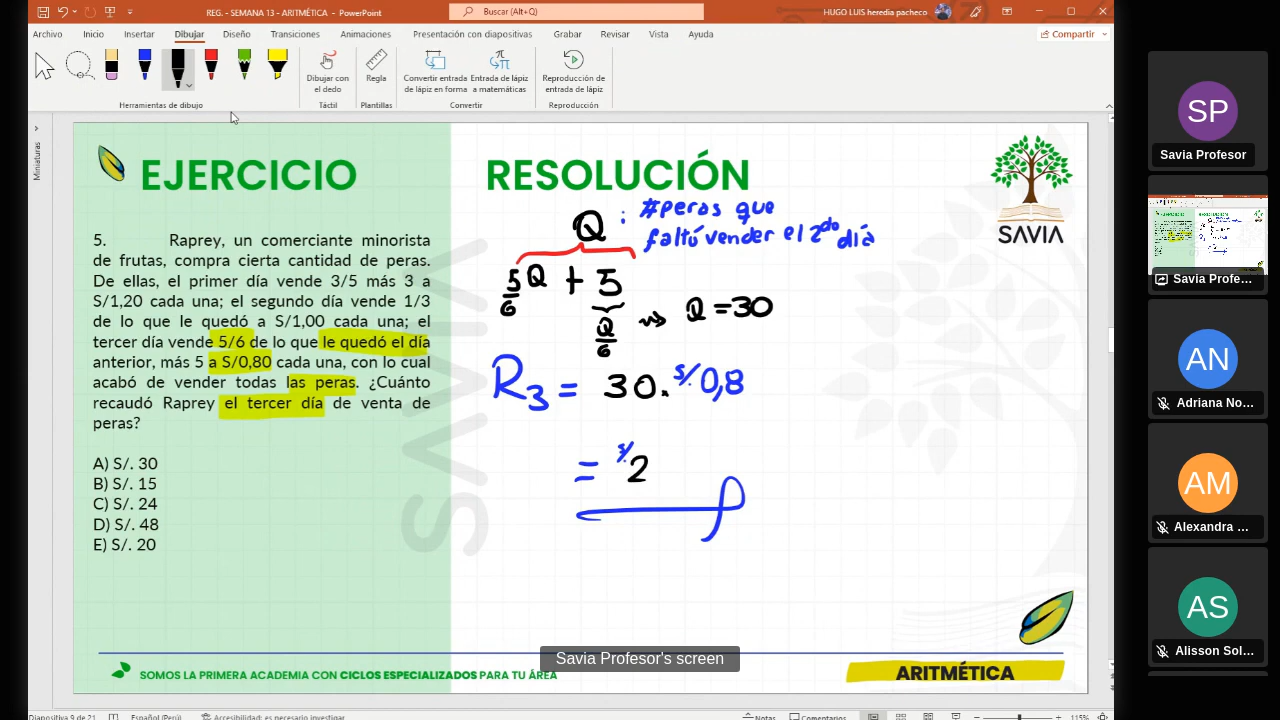 REG. - SEMANA 13 - ARITMÉTICA - PowerPoint
Buscar (Alt+Q)
HUGO LUIS heredia pacheco
Archivo Inicio Insertar Dibujar Diseño Transiciones Animaciones Presentación con diapositivas Grabar Revisar Vista Ayuda
Compartir
Dibujar con el dedo
Regla
Convertir entrada de lápiz en forma
Entrada de lápiz a matemáticas
Reproducción de entrada de lápiz
Herramientas de dibujo Táctil Plantillas Convertir Reproducción
Miniaturas
EJERCICIO
5. Raprey, un comerciante minorista
de frutas, compra cierta cantidad de peras.
De ellas, el primer día vende 3/5 más 3 a
S/1,20 cada una; el segundo día vende 1/3
de lo que le quedó a S/1,00 cada una; el
tercer día vende 5/6 de lo que le quedó el día
anterior, más 5 a S/0,80 cada una, con lo cual
acabó de vender todas las peras. ¿Cuánto
recaudó Raprey el tercer día de venta de
peras?
A) S/. 30
B) S/. 15
C) S/. 24
D) S/. 48
E) S/. 20
SAVIA
RESOLUCIÓN
SAVIA
Q : #peras que
faltó vender el 2do día
5/6 Q + 5
Q/6 ⇝ Q = 30
R3 = 30. S/. 0,8
= S/. 2
Savia Profesor's screen
SOMOS LA PRIMERA ACADEMIA CON CICLOS ESPECIALIZADOS PARA TU ÁREA
ARITMÉTICA
Diapositiva 9 de 21 Español (Perú) Accesibilidad: es necesario investigar Notas Comentarios 115%
SP
Savia Profesor
Savia Profe...
AN
Adriana No...
AM
Alexandra ...
AS
Alisson Sol...